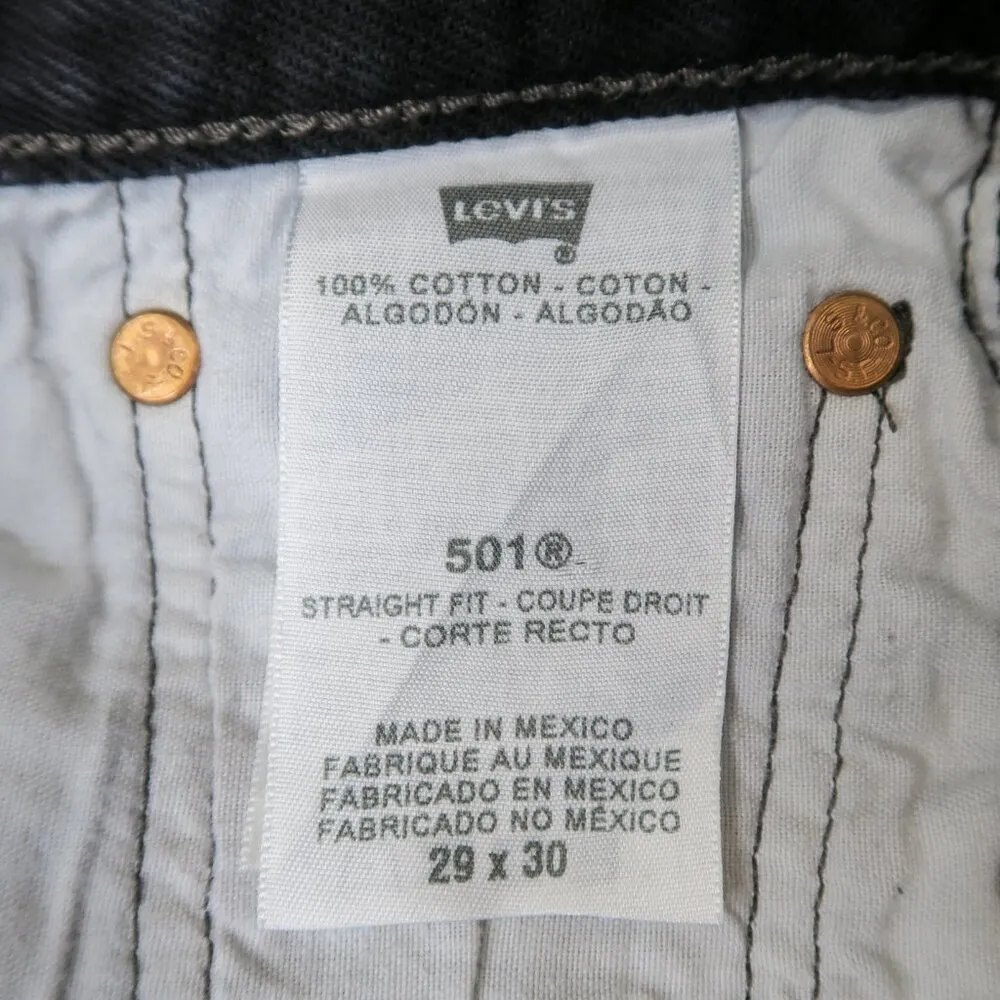 LEVI'S
®
100% COTTON - COTON -
ALGODÓN - ALGODÃO
501®
STRAIGHT FIT - COUPE DROIT
- CORTE RECTO
MADE IN MEXICO
FABRIQUE AU MEXIQUE
FABRICADO EN MEXICO
FABRICADO NO MÉXICO
29 x 30